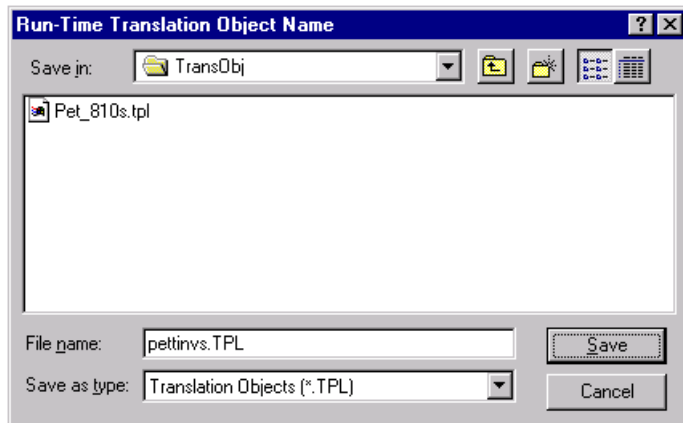 Run-Time Translation Object Name
Save in: TransObj
Pet_810s.tpl
File name: pettinvs.TPL Save
Save as type: Translation Objects (*.TPL) Cancel